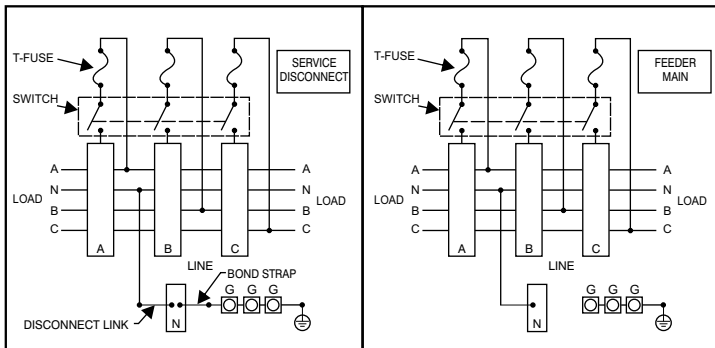 T-FUSE
SERVICE
DISCONNECT
SWITCH
A
N
B
C
LOAD
A
N
B
C
LOAD
A
B
C
LINE
BOND STRAP
G G G
DISCONNECT LINK
N
T-FUSE
FEEDER
MAIN
SWITCH
A
N
B
C
LOAD
A
N
B
C
LOAD
A
B
C
LINE
G G G
N